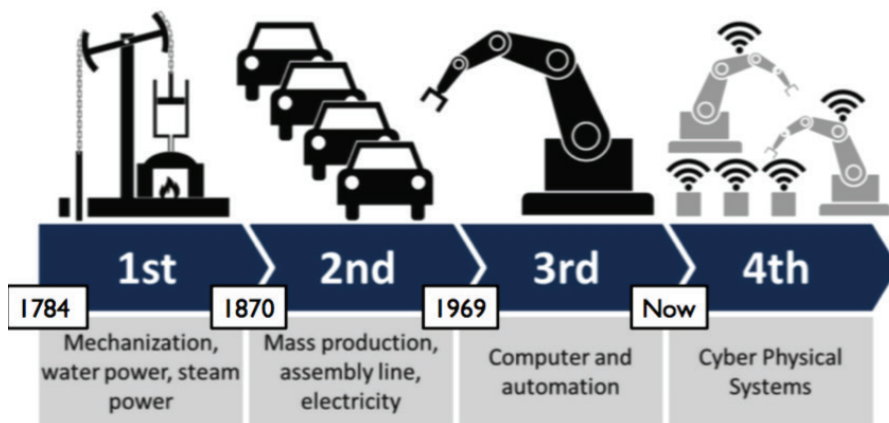 1st
2nd
3rd
4th
1784
1870
1969
Now
Mechanization,
water power, steam
power
Mass production,
assembly line,
electricity
Computer and
automation
Cyber Physical
Systems